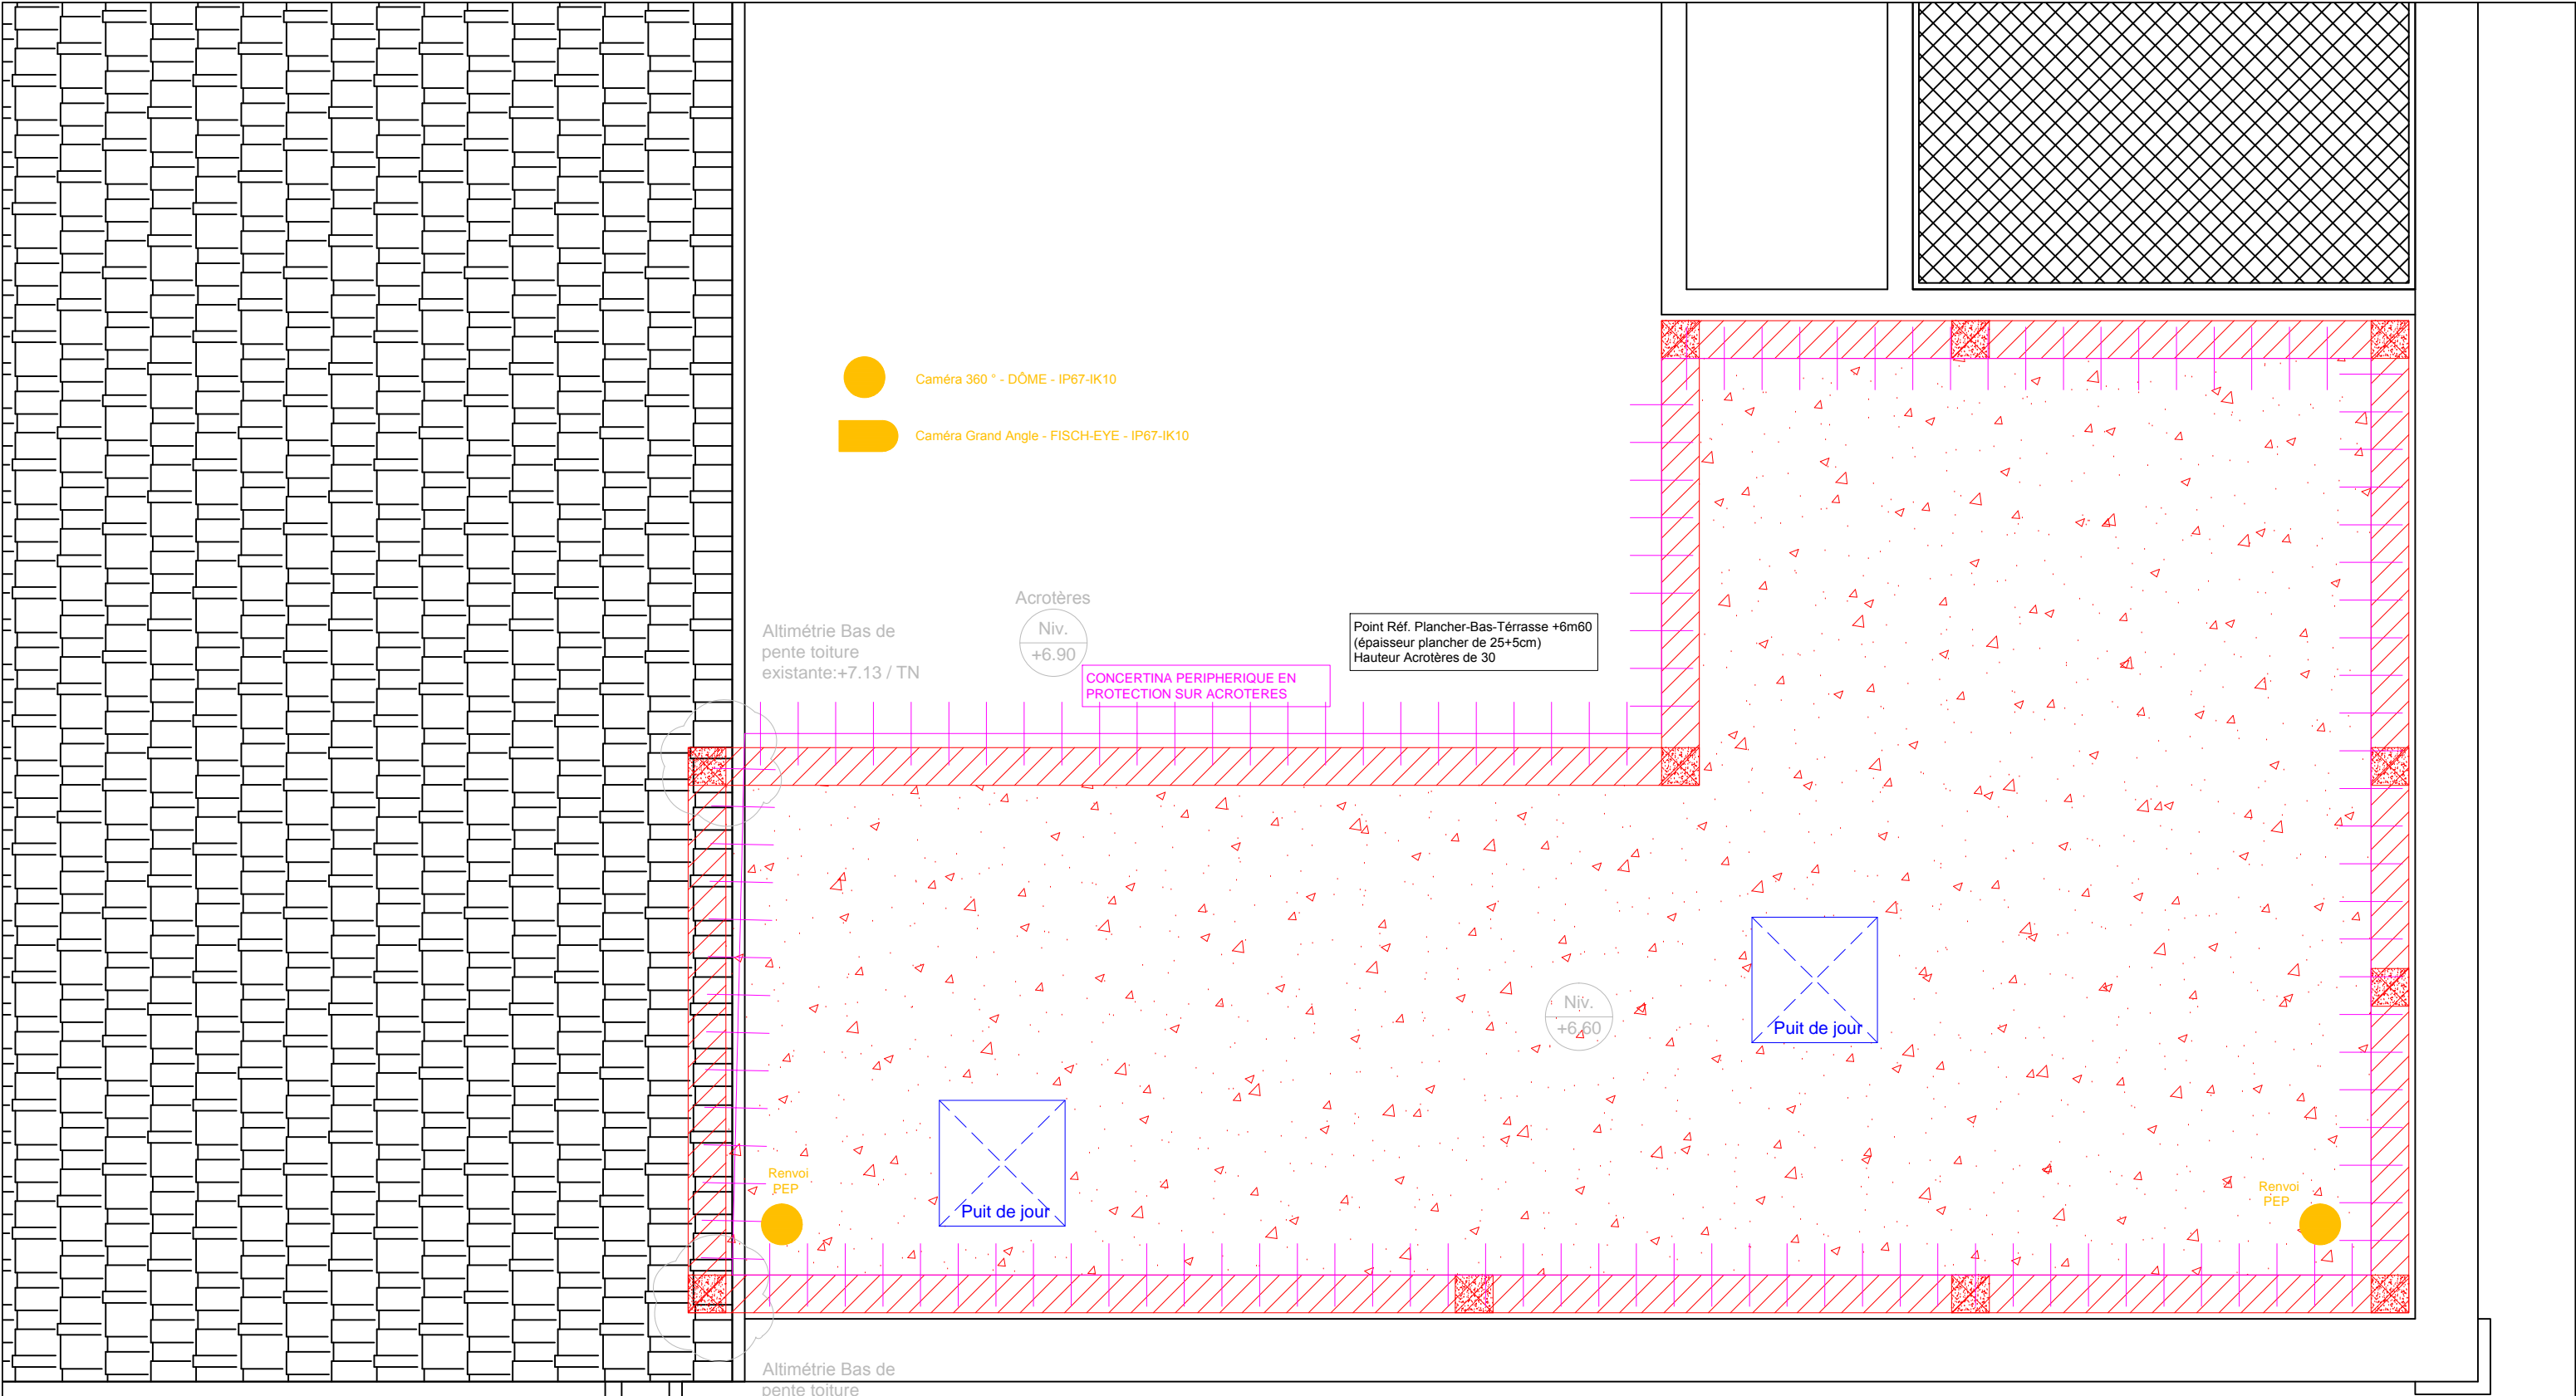 Caméra 360 ° - DÔME - IP67-IK10
Caméra Grand Angle - FISCH-EYE - IP67-IK10
Acrotères
Niv.
+6.90
Altimétrie Bas de
pente toiture
existante:+7.13 / TN
Point Réf. Plancher-Bas-Térrasse +6m60
(épaisseur plancher de 25+5cm)
Hauteur Acrotères de 30
CONCERTINA PERIPHERIQUE EN
PROTECTION SUR ACROTERES
Niv.
+6.60
Puit de jour
Puit de jour
Renvoi
PEP
Renvoi
PEP
Altimétrie Bas de
pente toiture